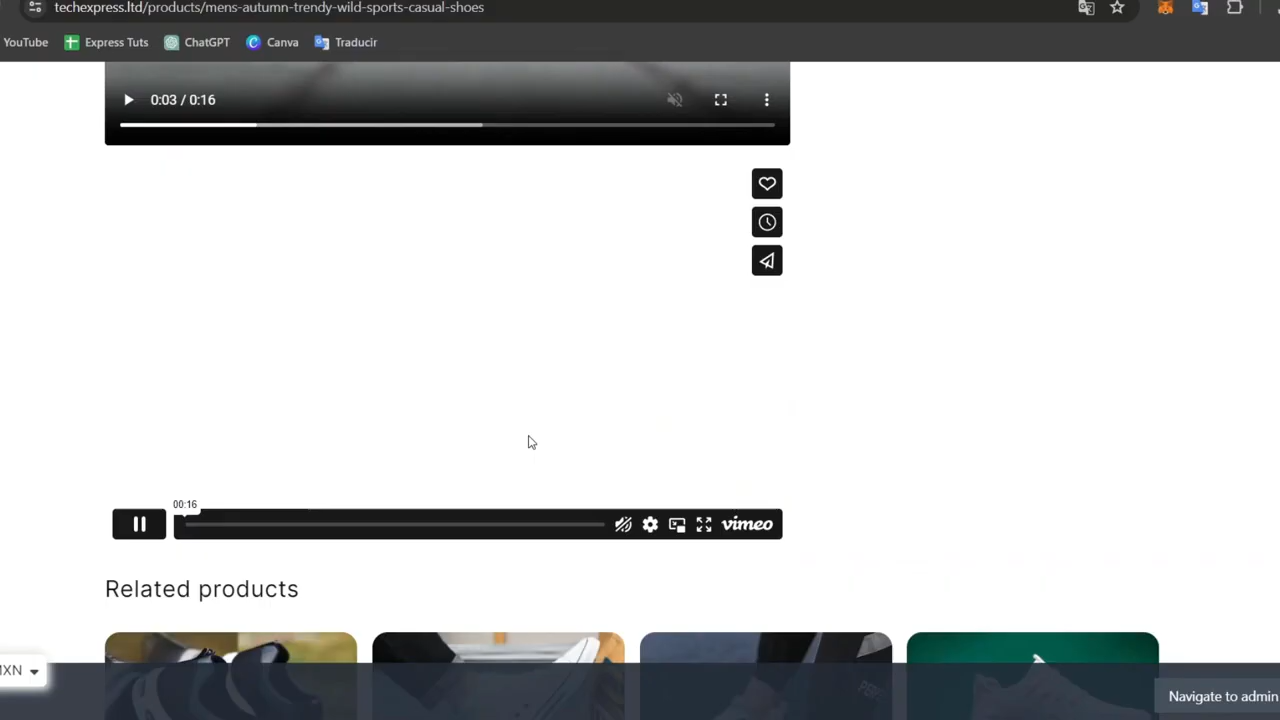 techexpress.ltd/products/mens-autumn-trendy-wild-sports-casual-shoes
YouTube Express Tuts ChatGPT Canva Traducir
0:03 / 0:16
00:16
vimeo
Related products
MXN
Navigate to admin